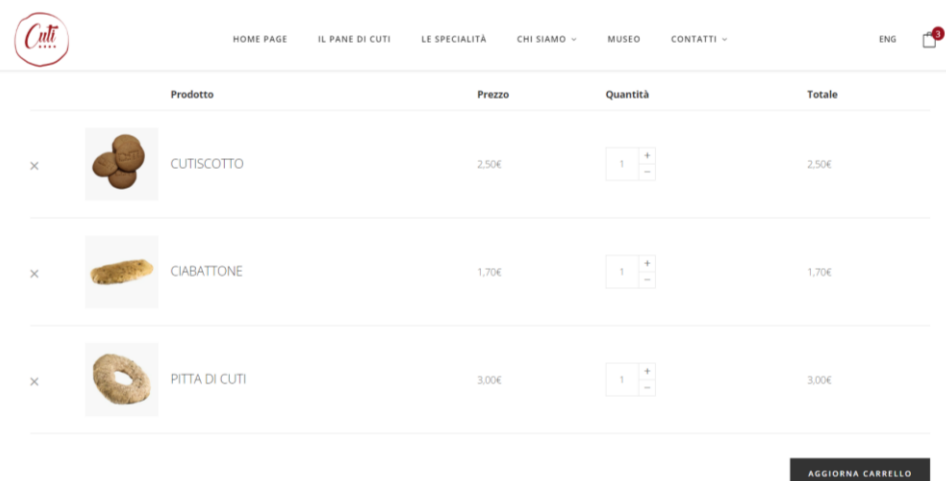 Cuti
HOME PAGE IL PANE DI CUTI LE SPECIALITÀ CHI SIAMO MUSEO CONTATTI ENG 3
Prodotto Prezzo Quantità Totale
× CUTISCOTTO 2,50€ 1 + − 2,50€
× CIABATTONE 1,70€ 1 + − 1,70€
× PITTA DI CUTI 3,00€ 1 + − 3,00€
AGGIORNA CARRELLO